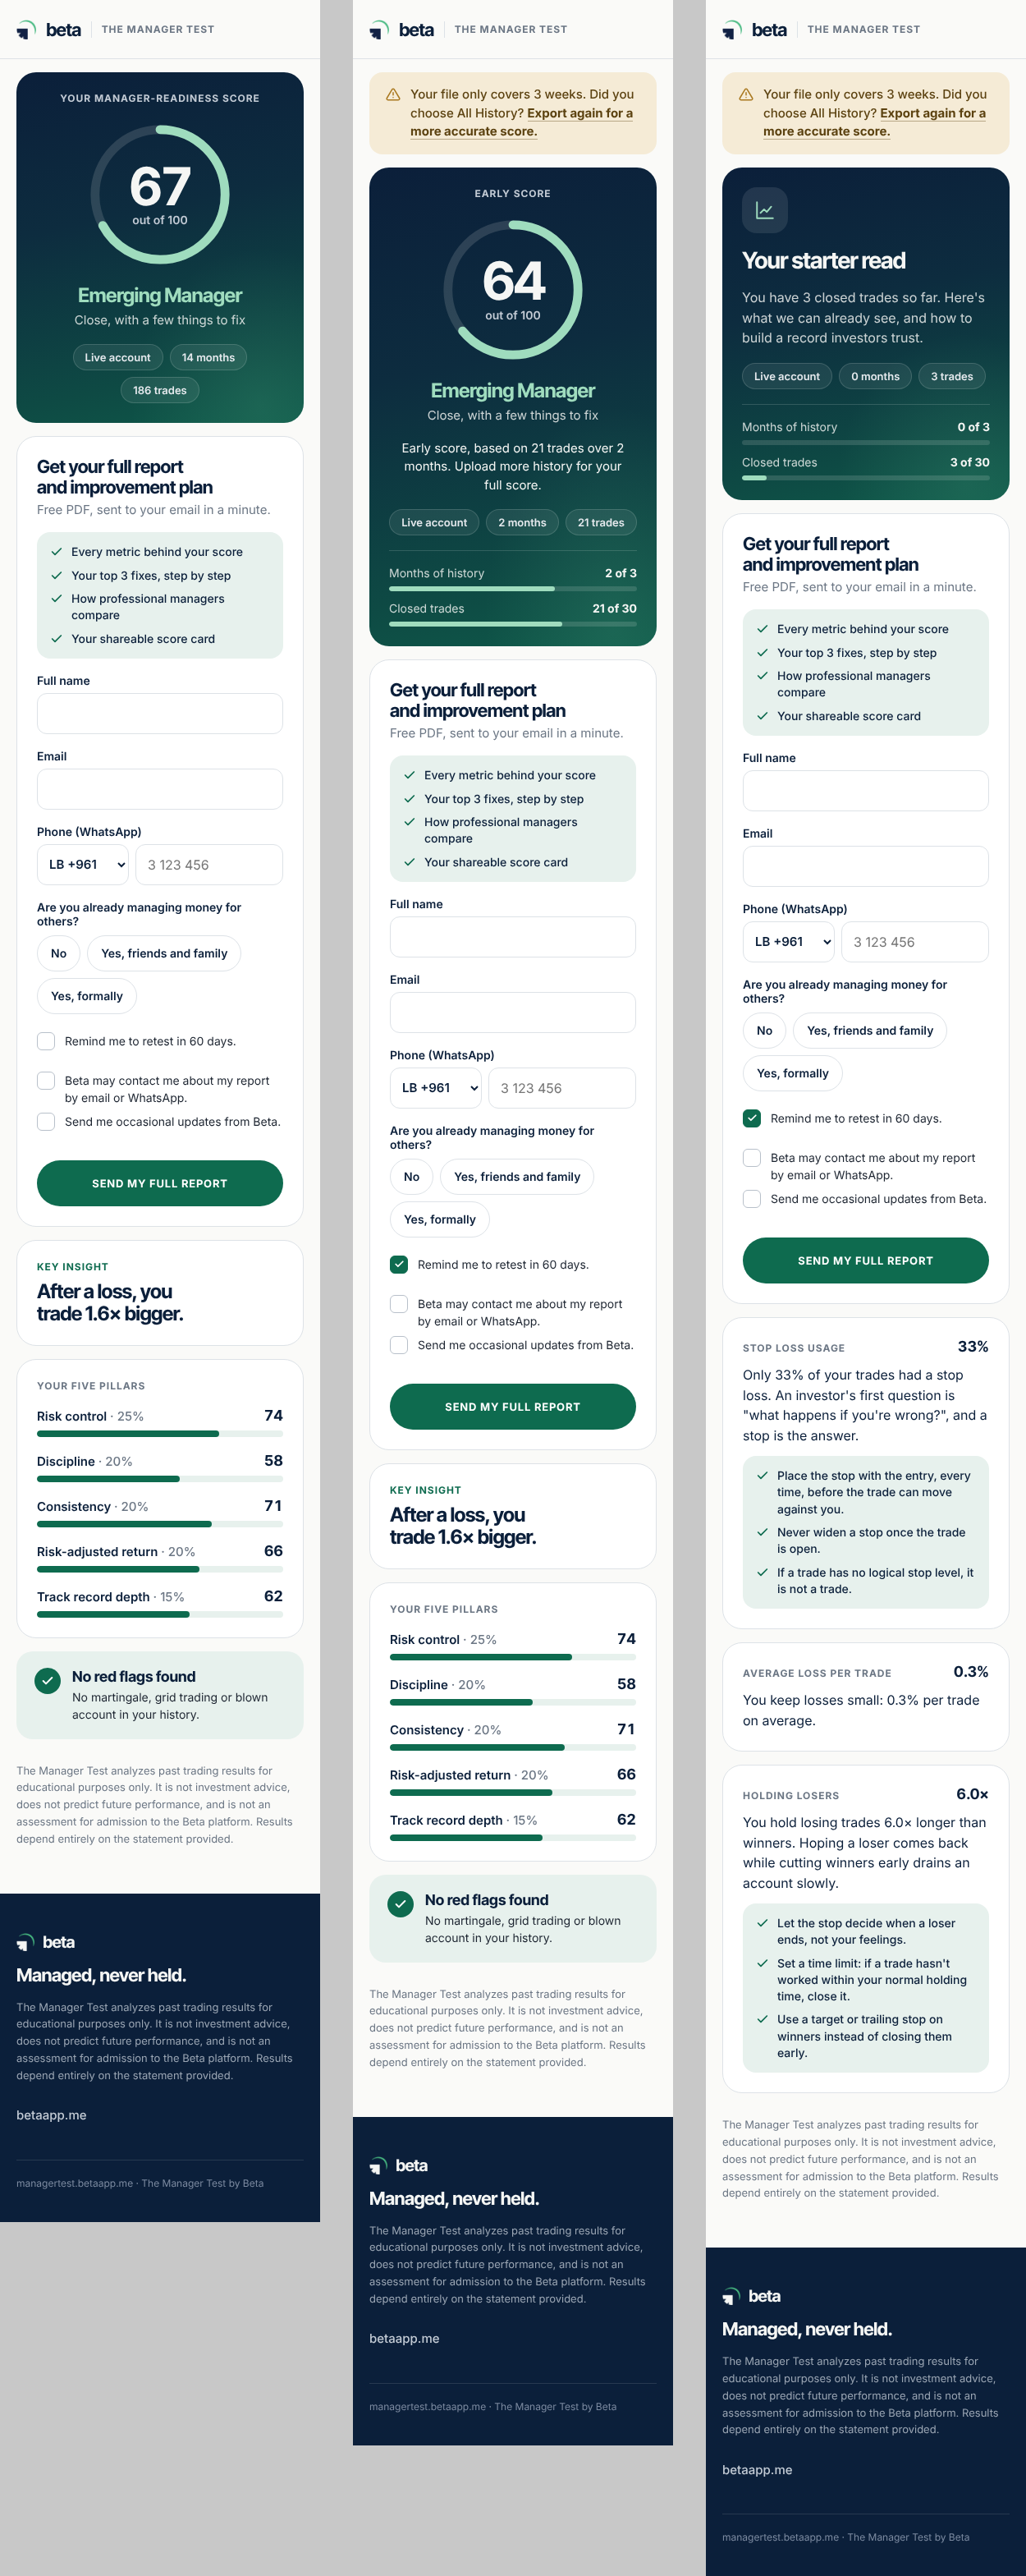 beta
THE MANAGER TEST
YOUR MANAGER-READINESS SCORE
67
out of 100
Emerging Manager
Close, with a few things to fix
Live account
14 months
186 trades
Get your full report
and improvement plan
Free PDF, sent to your email in a minute.
Every metric behind your score
Your top 3 fixes, step by step
How professional managers
compare
Your shareable score card
Full name
Email
Phone (WhatsApp)
LB +961
3 123 456
Are you already managing money for
others?
No
Yes, friends and family
Yes, formally
Remind me to retest in 60 days.
Beta may contact me about my report
by email or WhatsApp.
Send me occasional updates from Beta.
SEND MY FULL REPORT
KEY INSIGHT
After a loss, you
trade 1.6× bigger.
YOUR FIVE PILLARS
Risk control · 25% 74
Discipline · 20% 58
Consistency · 20% 71
Risk-adjusted return · 20% 66
Track record depth · 15% 62
No red flags found
No martingale, grid trading or blown
account in your history.
The Manager Test analyzes past trading results for
educational purposes only. It is not investment advice,
does not predict future performance, and is not an
assessment for admission to the Beta platform. Results
depend entirely on the statement provided.
beta
Managed, never held.
The Manager Test analyzes past trading results for
educational purposes only. It is not investment advice,
does not predict future performance, and is not an
assessment for admission to the Beta platform. Results
depend entirely on the statement provided.
betaapp.me
managertest.betaapp.me · The Manager Test by Beta
beta
THE MANAGER TEST
Your file only covers 3 weeks. Did you
choose All History? Export again for a
more accurate score.
EARLY SCORE
64
out of 100
Emerging Manager
Close, with a few things to fix
Early score, based on 21 trades over 2
months. Upload more history for your
full score.
Live account
2 months
21 trades
Months of history 2 of 3
Closed trades 21 of 30
Get your full report
and improvement plan
Free PDF, sent to your email in a minute.
Every metric behind your score
Your top 3 fixes, step by step
How professional managers
compare
Your shareable score card
Full name
Email
Phone (WhatsApp)
LB +961
3 123 456
Are you already managing money for
others?
No
Yes, friends and family
Yes, formally
Remind me to retest in 60 days.
Beta may contact me about my report
by email or WhatsApp.
Send me occasional updates from Beta.
SEND MY FULL REPORT
KEY INSIGHT
After a loss, you
trade 1.6× bigger.
YOUR FIVE PILLARS
Risk control · 25% 74
Discipline · 20% 58
Consistency · 20% 71
Risk-adjusted return · 20% 66
Track record depth · 15% 62
No red flags found
No martingale, grid trading or blown
account in your history.
The Manager Test analyzes past trading results for
educational purposes only. It is not investment advice,
does not predict future performance, and is not an
assessment for admission to the Beta platform. Results
depend entirely on the statement provided.
beta
Managed, never held.
The Manager Test analyzes past trading results for
educational purposes only. It is not investment advice,
does not predict future performance, and is not an
assessment for admission to the Beta platform. Results
depend entirely on the statement provided.
betaapp.me
managertest.betaapp.me · The Manager Test by Beta
beta
THE MANAGER TEST
Your file only covers 3 weeks. Did you
choose All History? Export again for a
more accurate score.
Your starter read
You have 3 closed trades so far. Here's
what we can already see, and how to
build a record investors trust.
Live account
0 months
3 trades
Months of history 0 of 3
Closed trades 3 of 30
Get your full report
and improvement plan
Free PDF, sent to your email in a minute.
Every metric behind your score
Your top 3 fixes, step by step
How professional managers
compare
Your shareable score card
Full name
Email
Phone (WhatsApp)
LB +961
3 123 456
Are you already managing money for
others?
No
Yes, friends and family
Yes, formally
Remind me to retest in 60 days.
Beta may contact me about my report
by email or WhatsApp.
Send me occasional updates from Beta.
SEND MY FULL REPORT
STOP LOSS USAGE 33%
Only 33% of your trades had a stop
loss. An investor's first question is
"what happens if you're wrong?", and a
stop is the answer.
Place the stop with the entry, every
time, before the trade can move
against you.
Never widen a stop once the trade
is open.
If a trade has no logical stop level, it
is not a trade.
AVERAGE LOSS PER TRADE 0.3%
You keep losses small: 0.3% per trade
on average.
HOLDING LOSERS 6.0×
You hold losing trades 6.0× longer than
winners. Hoping a loser comes back
while cutting winners early drains an
account slowly.
Let the stop decide when a loser
ends, not your feelings.
Set a time limit: if a trade hasn't
worked within your normal holding
time, close it.
Use a target or trailing stop on
winners instead of closing them
early.
The Manager Test analyzes past trading results for
educational purposes only. It is not investment advice,
does not predict future performance, and is not an
assessment for admission to the Beta platform. Results
depend entirely on the statement provided.
beta
Managed, never held.
The Manager Test analyzes past trading results for
educational purposes only. It is not investment advice,
does not predict future performance, and is not an
assessment for admission to the Beta platform. Results
depend entirely on the statement provided.
betaapp.me
managertest.betaapp.me · The Manager Test by Beta